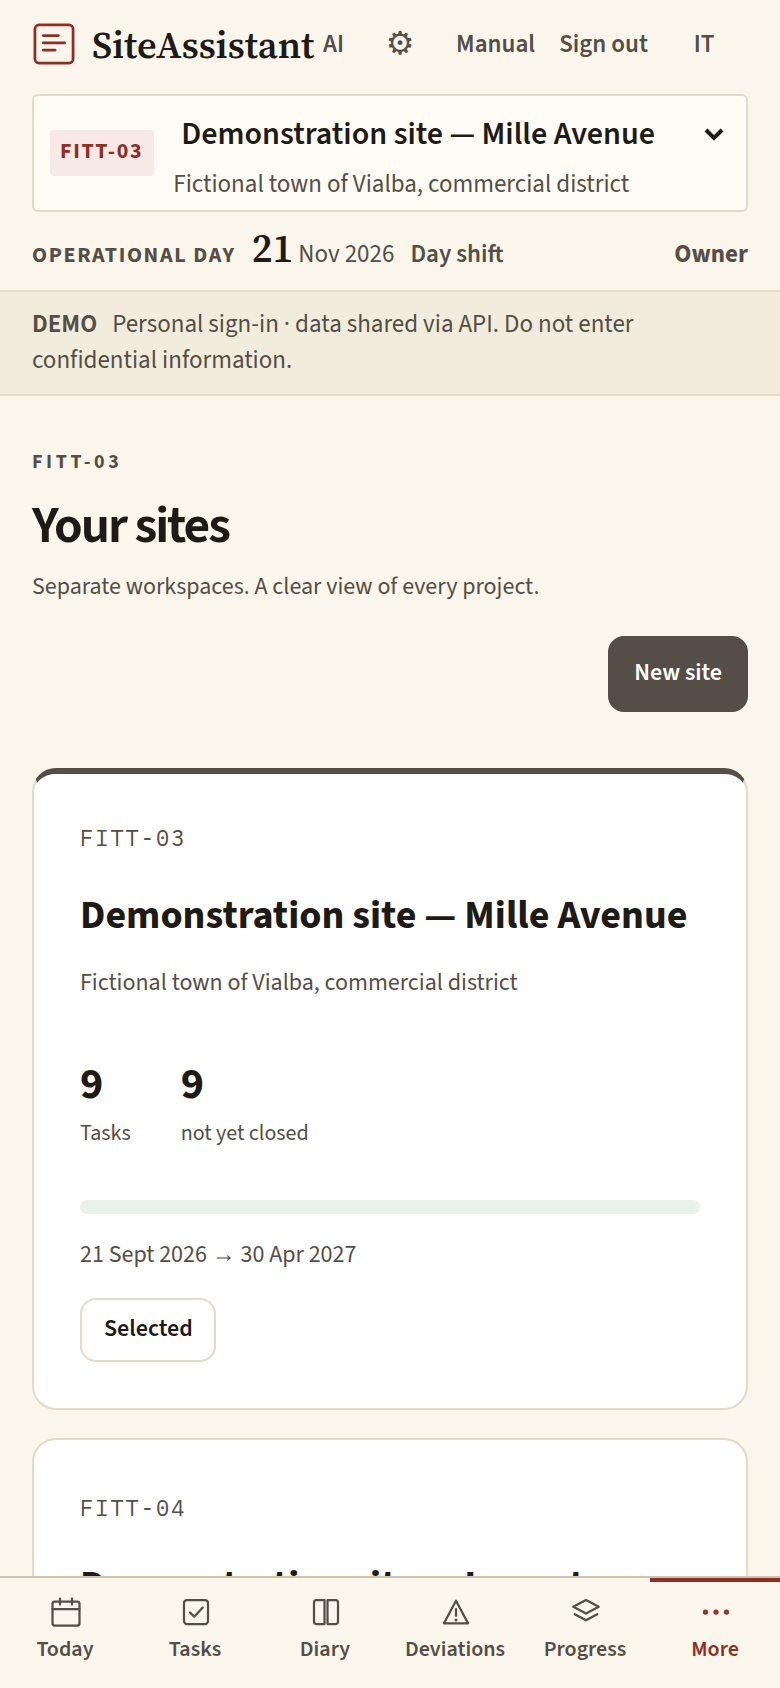 SiteAssistant AI ⚙ Manual Sign out IT
FITT-03 Demonstration site — Mille Avenue
Fictional town of Vialba, commercial district
OPERATIONAL DAY 21 Nov 2026 Day shift Owner
DEMO Personal sign-in · data shared via API. Do not enter
confidential information.
FITT-03
Your sites
Separate workspaces. A clear view of every project.
New site
FITT-03
Demonstration site — Mille Avenue
Fictional town of Vialba, commercial district
9 9
Tasks not yet closed
21 Sept 2026 → 30 Apr 2027
Selected
FITT-04
Today Tasks Diary Deviations Progress More